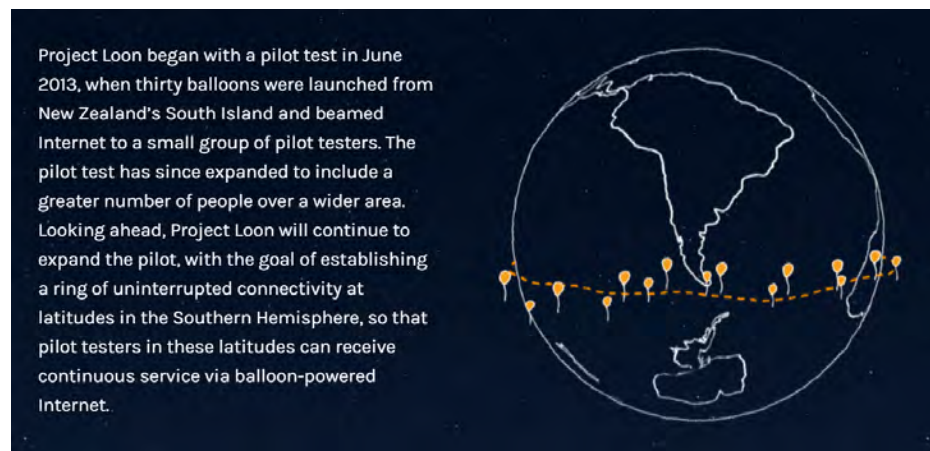 Project Loon began with a pilot test in June
2013, when thirty balloons were launched from
New Zealand's South Island and beamed
Internet to a small group of pilot testers. The
pilot test has since expanded to include a
greater number of people over a wider area.
Looking ahead, Project Loon will continue to
expand the pilot, with the goal of establishing
a ring of uninterrupted connectivity at
latitudes in the Southern Hemisphere, so that
pilot testers in these latitudes can receive
continuous service via balloon-powered
Internet.